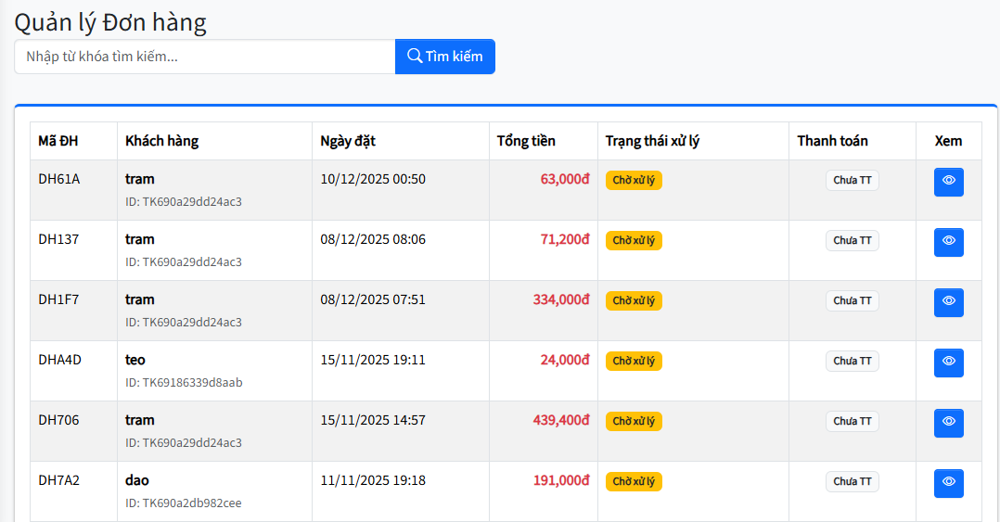 Quản lý Đơn hàng
Nhập từ khóa tìm kiếm...
Tìm kiếm
Mã ĐH Khách hàng Ngày đặt Tổng tiền Trạng thái xử lý Thanh toán Xem
DH61A tram 10/12/2025 00:50 63,000đ Chờ xử lý Chưa TT
ID: TK690a29dd24ac3
DH137 tram 08/12/2025 08:06 71,200đ Chờ xử lý Chưa TT
ID: TK690a29dd24ac3
DH1F7 tram 08/12/2025 07:51 334,000đ Chờ xử lý Chưa TT
ID: TK690a29dd24ac3
DHA4D teo 15/11/2025 19:11 24,000đ Chờ xử lý Chưa TT
ID: TK69186339d8aab
DH706 tram 15/11/2025 14:57 439,400đ Chờ xử lý Chưa TT
ID: TK690a29dd24ac3
DH7A2 dao 11/11/2025 19:18 191,000đ Chờ xử lý Chưa TT
ID: TK690a2db982cee